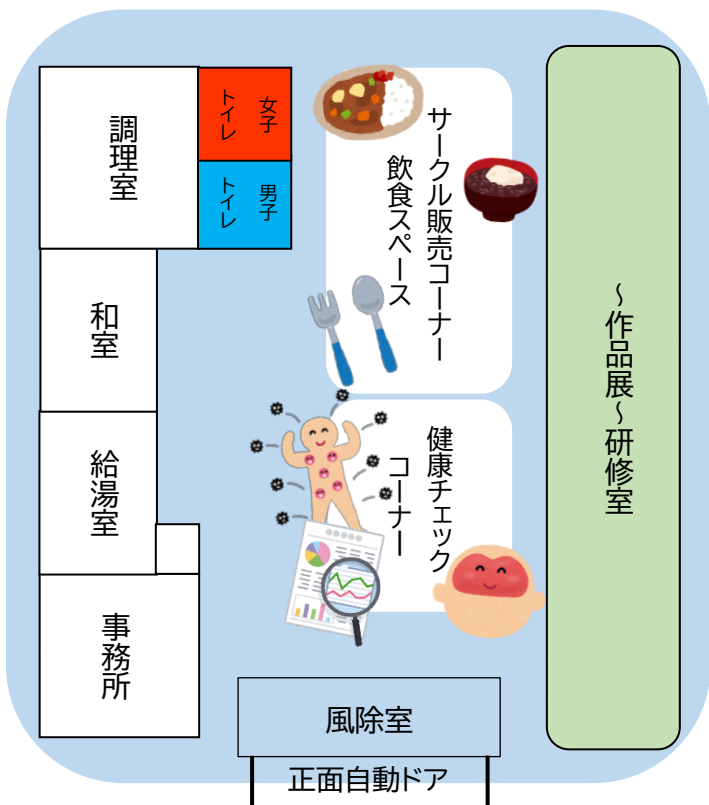 調理室
女子
トイレ
男子
トイレ
サークル販売コーナー
飲食スペース
～作品展～研修室
和室
給湯室
健康チェック
コーナー
事務所
風除室
正面自動ドア